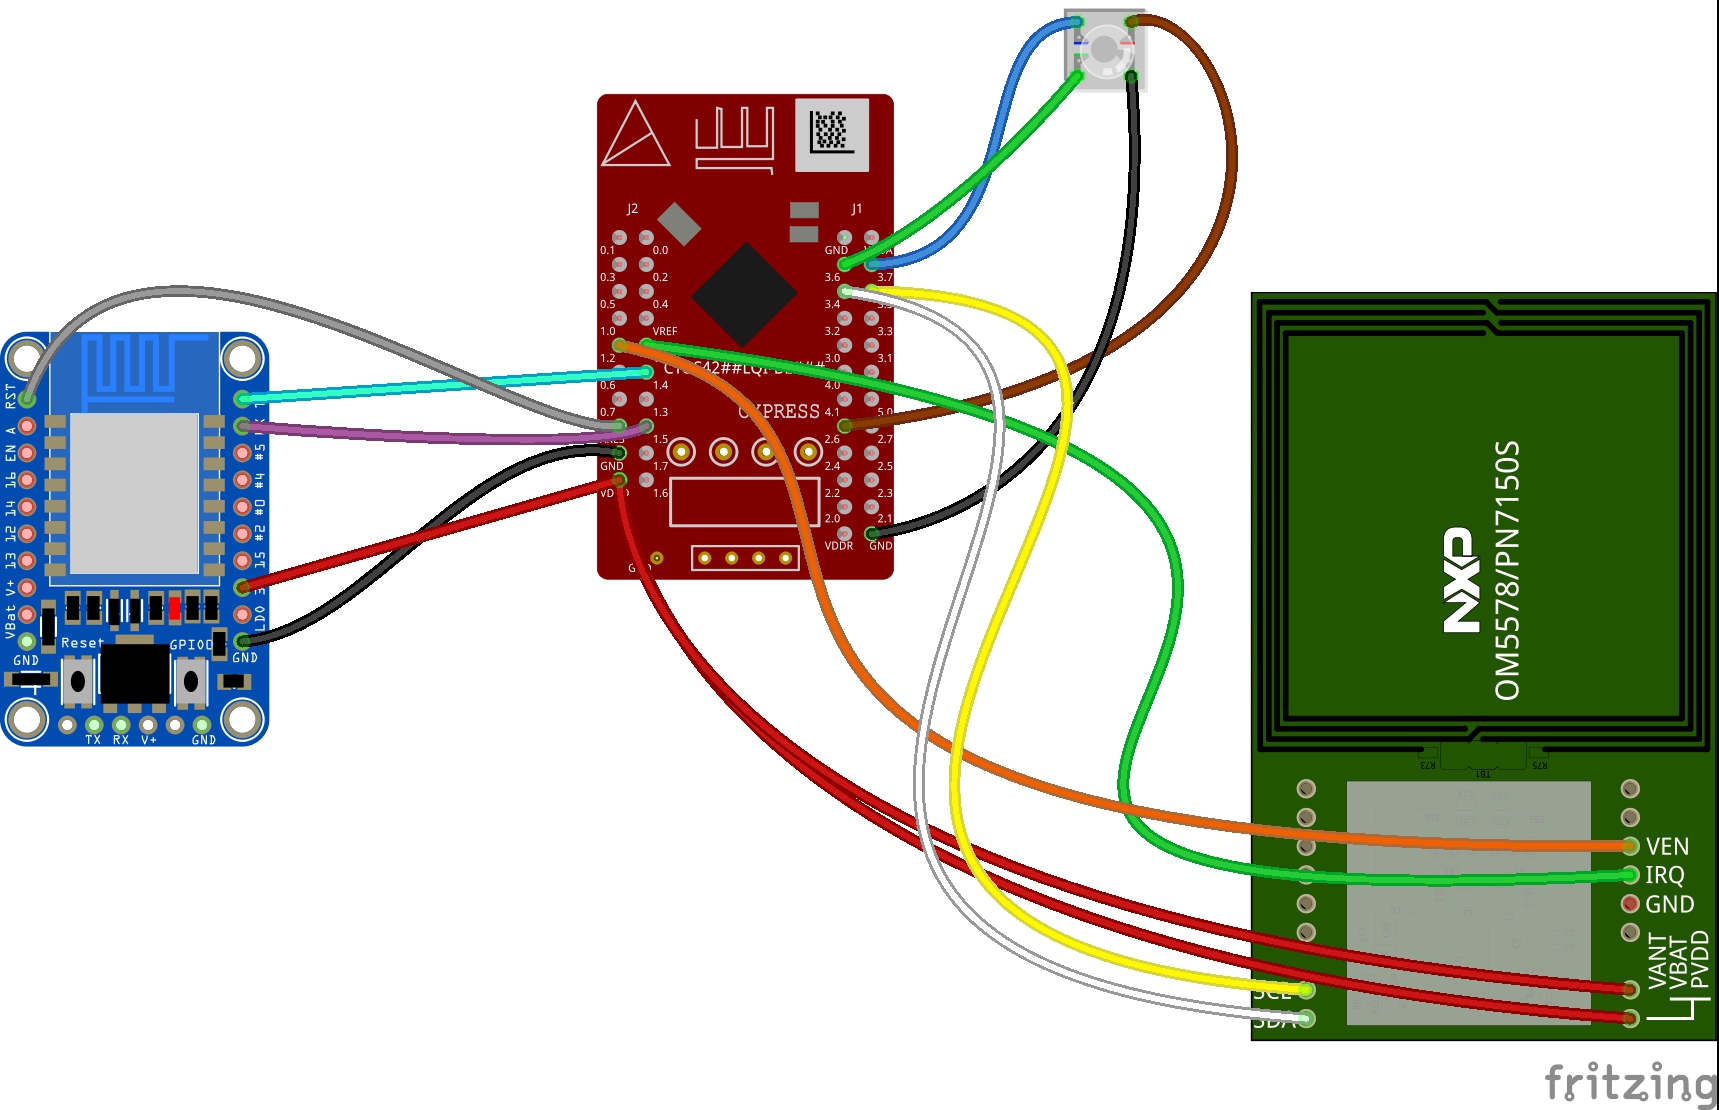 RST
A
EN
16
14
12
13
V+
VBat
GND
#5
#4
#0
#2
15
LDO
GND
Reset
GPIO0
TX RX V+ GND
J2
J1
0.1 0.0
0.3 0.2
0.5 0.4
1.0 VREF
1.2
0.6 1.4
0.7 1.3
1.5
GND
1.7
1.6
GND
3.6 3.7
3.4
3.2 3.3
3.0 3.1
4.0
4.1 5.0
2.6 2.7
2.4 2.5
2.2 2.3
2.0 2.1
VDDR GND
CYPRESS
NXP
OM5578/PN7150S
R73
TB1
R75
VEN
IRQ
GND
VANT
VBAT
PVDD
SCL
SDA
fritzing